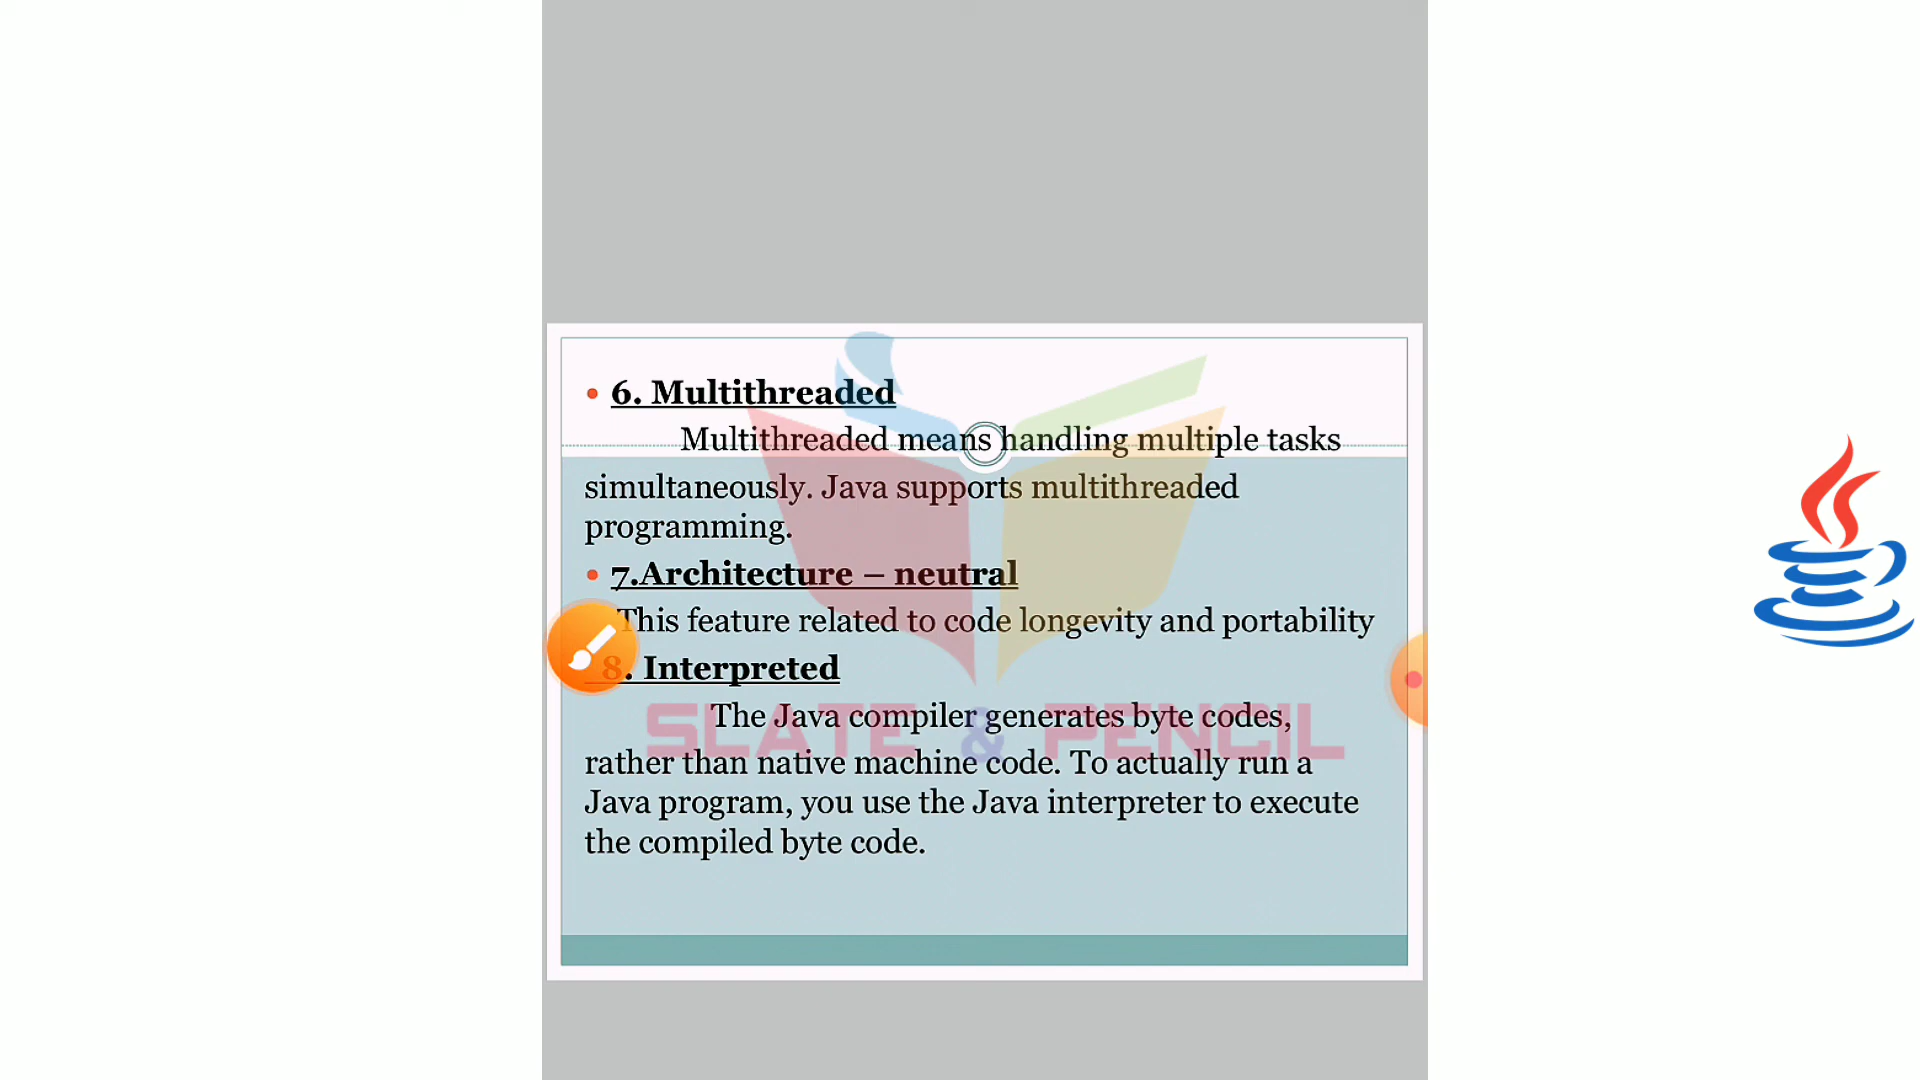 6. Multithreaded
Multithreaded means handling multiple tasks
simultaneously. Java supports multithreaded
programming.
7.Architecture – neutral
This feature related to code longevity and portability
8. Interpreted
The Java compiler generates byte codes,
rather than native machine code. To actually run a
Java program, you use the Java interpreter to execute
the compiled byte code.
SLATE & PENCIL